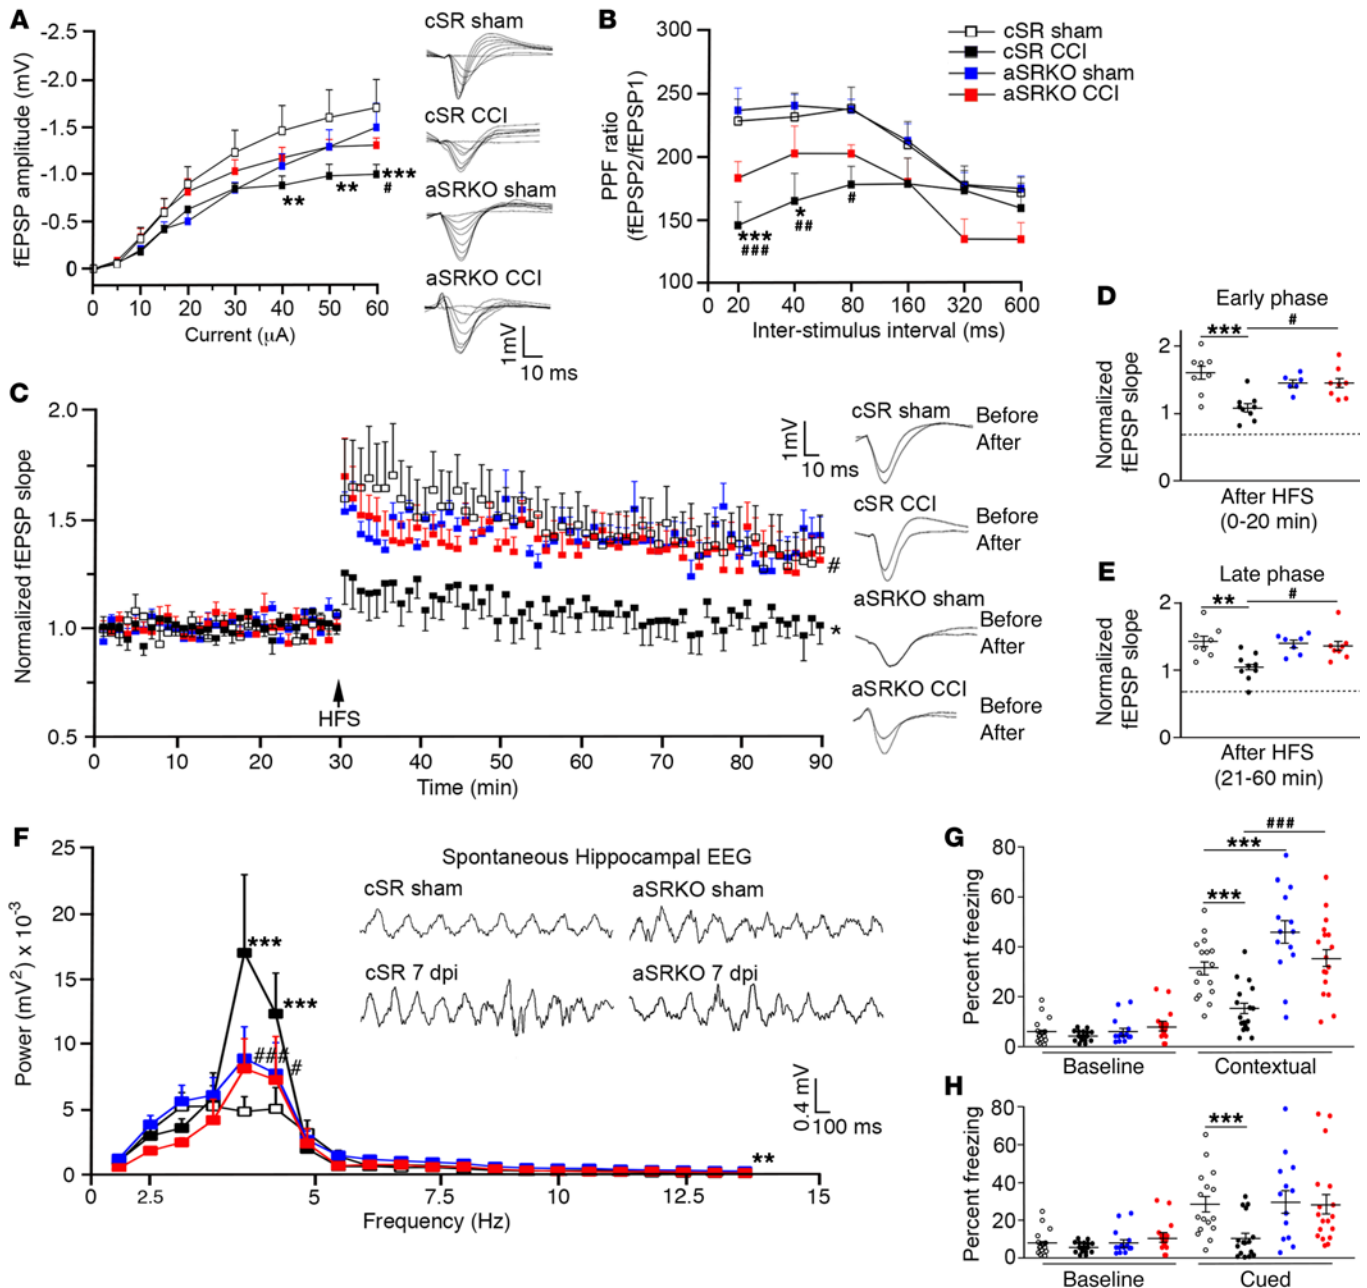 A
fEPSP amplitude (mV)
-2.5
-2.0
-1.5
-1.0
-0.5
0
0 10 20 30 40 50 60
Current (μA)
**
**
***
#
cSR sham
cSR CCI
aSRKO sham
aSRKO CCI
1mV
10 ms
B
PPF ratio
(fEPSP2/fEPSP1)
300
250
200
150
100
0 20 40 80 160 320 600
Inter-stimulus interval (ms)
***
###
*
##
#
cSR sham
cSR CCI
aSRKO sham
aSRKO CCI
C
Normalized fEPSP slope
2.0
1.5
1.0
0.5
0 10 20 30 40 50 60 70 80 90
Time (min)
HFS
#
*
1mV
10 ms
cSR sham
Before
After
cSR CCI
Before
After
aSRKO sham
Before
After
aSRKO CCI
Before
After
D
Early phase
Normalized
fEPSP slope
2
1
0
***
#
After HFS
(0-20 min)
E
Late phase
Normalized
fEPSP slope
2
1
0
**
#
After HFS
(21-60 min)
F
Power (mV²) x 10⁻³
25
20
15
10
5
0
0 2.5 5 7.5 10 12.5 15
Frequency (Hz)
***
***
###
#
**
Spontaneous Hippocampal EEG
cSR sham
aSRKO sham
cSR 7 dpi
aSRKO 7 dpi
0.4 mV
100 ms
G
Percent freezing
80
60
40
20
0
***
***
###
Baseline
Contextual
H
Percent freezing
80
60
40
20
0
***
Baseline
Cued